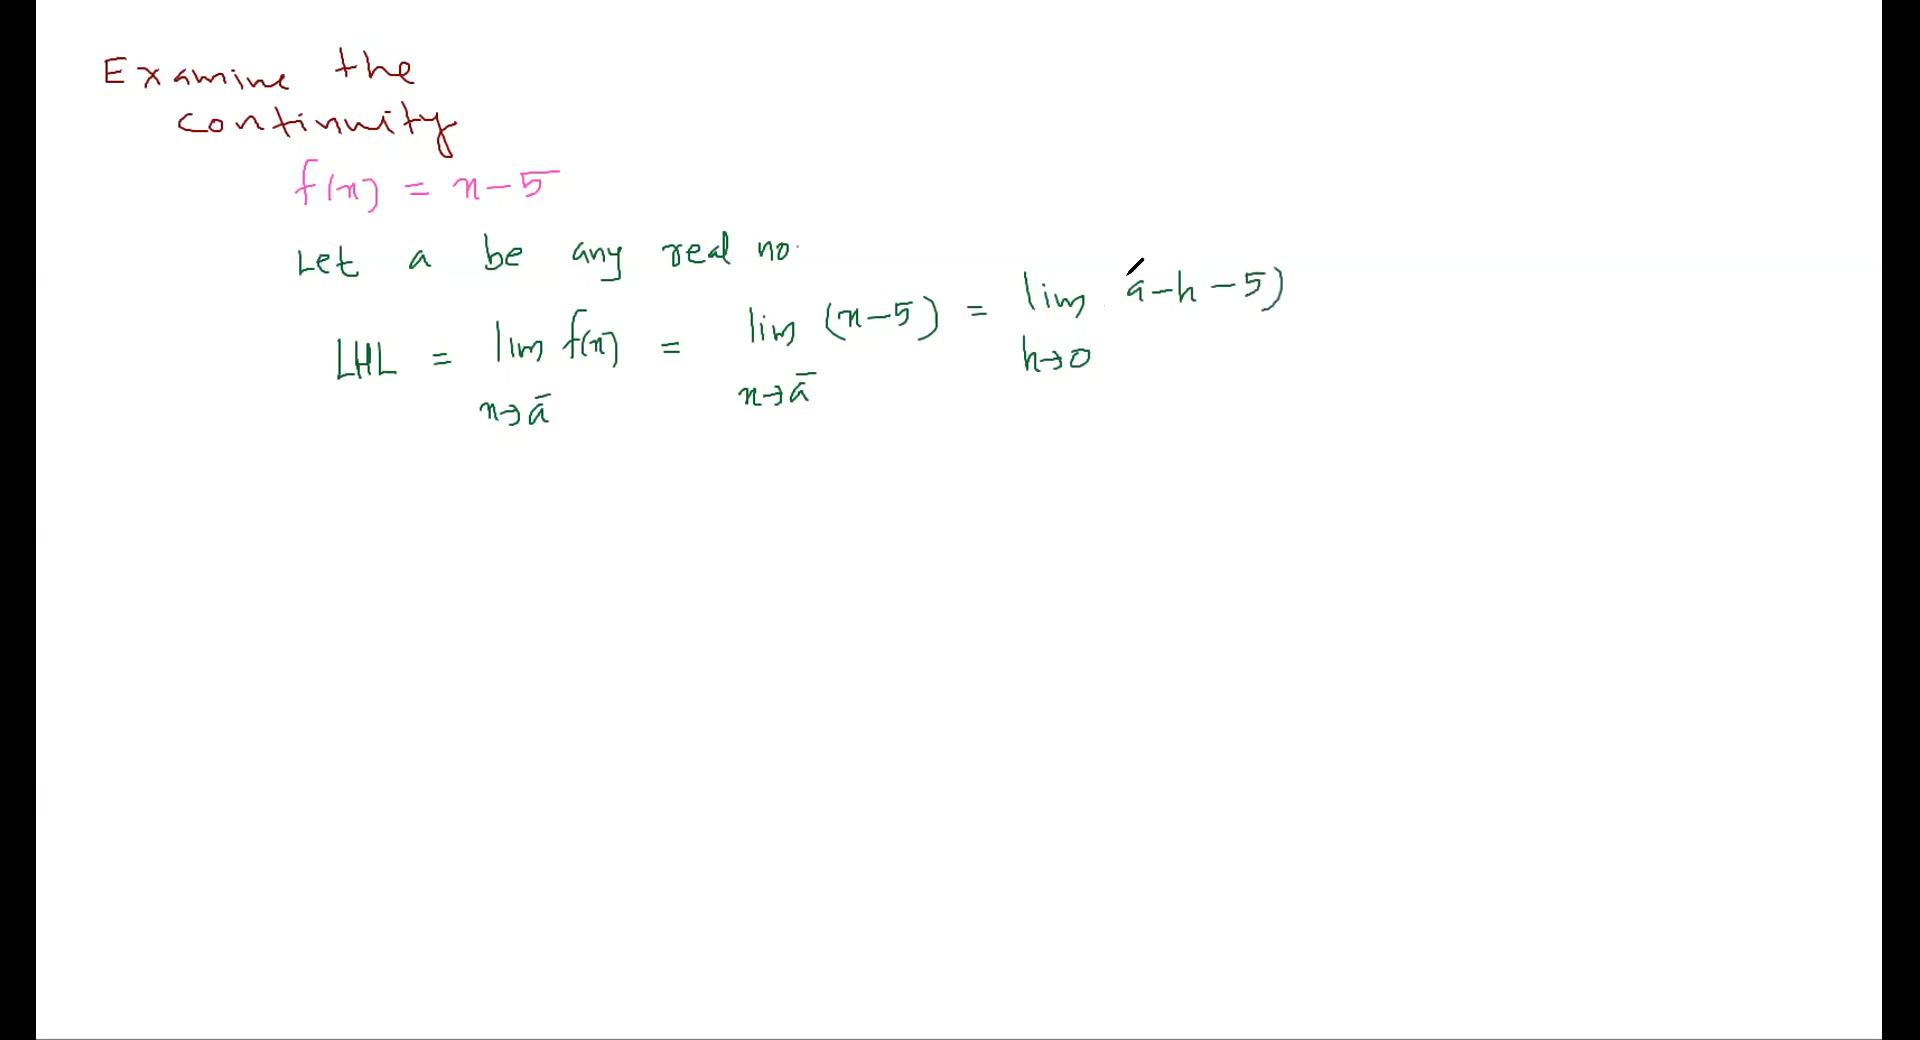 Examine the
continuity
f(x) = x-5
Let a be any real no.
LHL = lim f(x) = lim (x-5) = lim a-h-5)
x→a⁻ x→a⁻ h→0